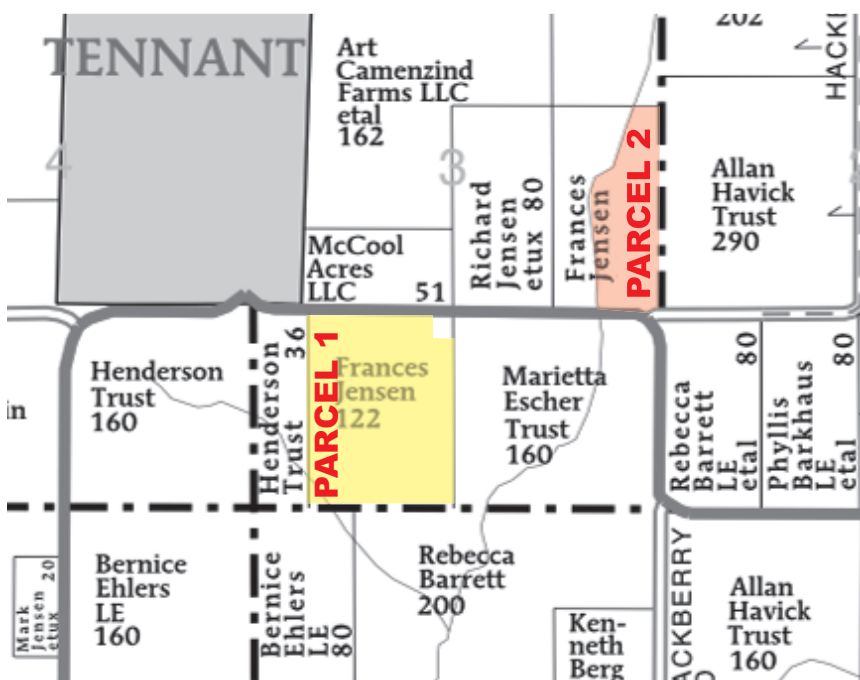 TENNANT
4
Art
Camenzind
Farms LLC
etal
162
3
202
Allan
Havick
Trust
290
Richard
Jensen
etux 80
Frances
Jensen
PARCEL 2
McCool
Acres
LLC 51
Henderson
Trust
160
Henderson
Trust 36
PARCEL 1
Frances
Jensen
122
Marietta
Escher
Trust
160
Rebecca
Barrett
LE
etal 80
Phyllis
Barkhaus
LE
etal 80
in
Mark
Jensen
etux 20
Bernice
Ehlers
LE
160
Bernice
Ehlers
LE
80
Rebecca
Barrett
200
Ken-
neth
Berg
ACKBERRY
Allan
Havick
Trust
160